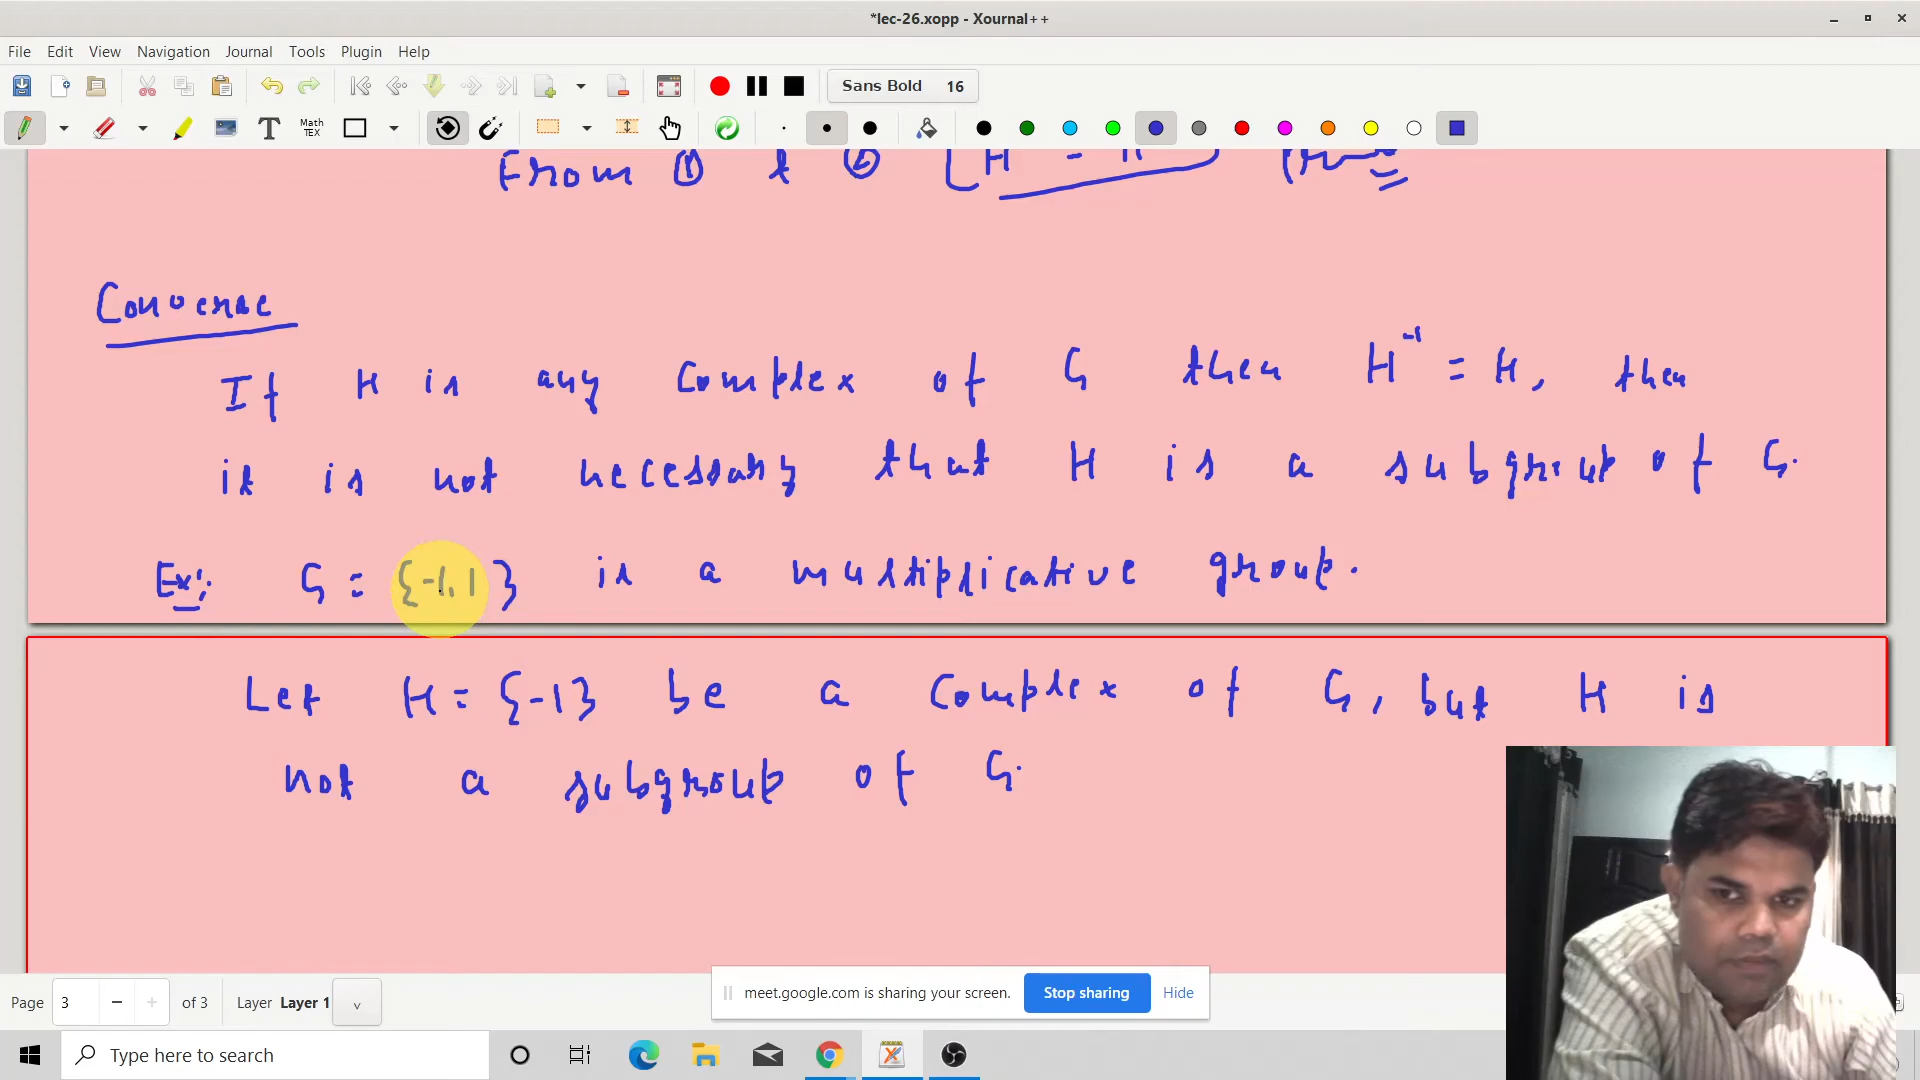 *lec-26.xopp - Xournal++
File Edit View Navigation Journal Tools Plugin Help
Sans Bold 16
Math
TEX
From ① & ②
Converse
If H is any complex of G then H⁻¹ = H, then
it is not necessary that H is a subgroup of G.
Ex: G = {-1, 1} is a multiplicative group.
Let H = {-1} be a complex of G, but H is
not a subgroup of G.
Page 3 of 3 Layer Layer 1
meet.google.com is sharing your screen. Stop sharing Hide
Type here to search